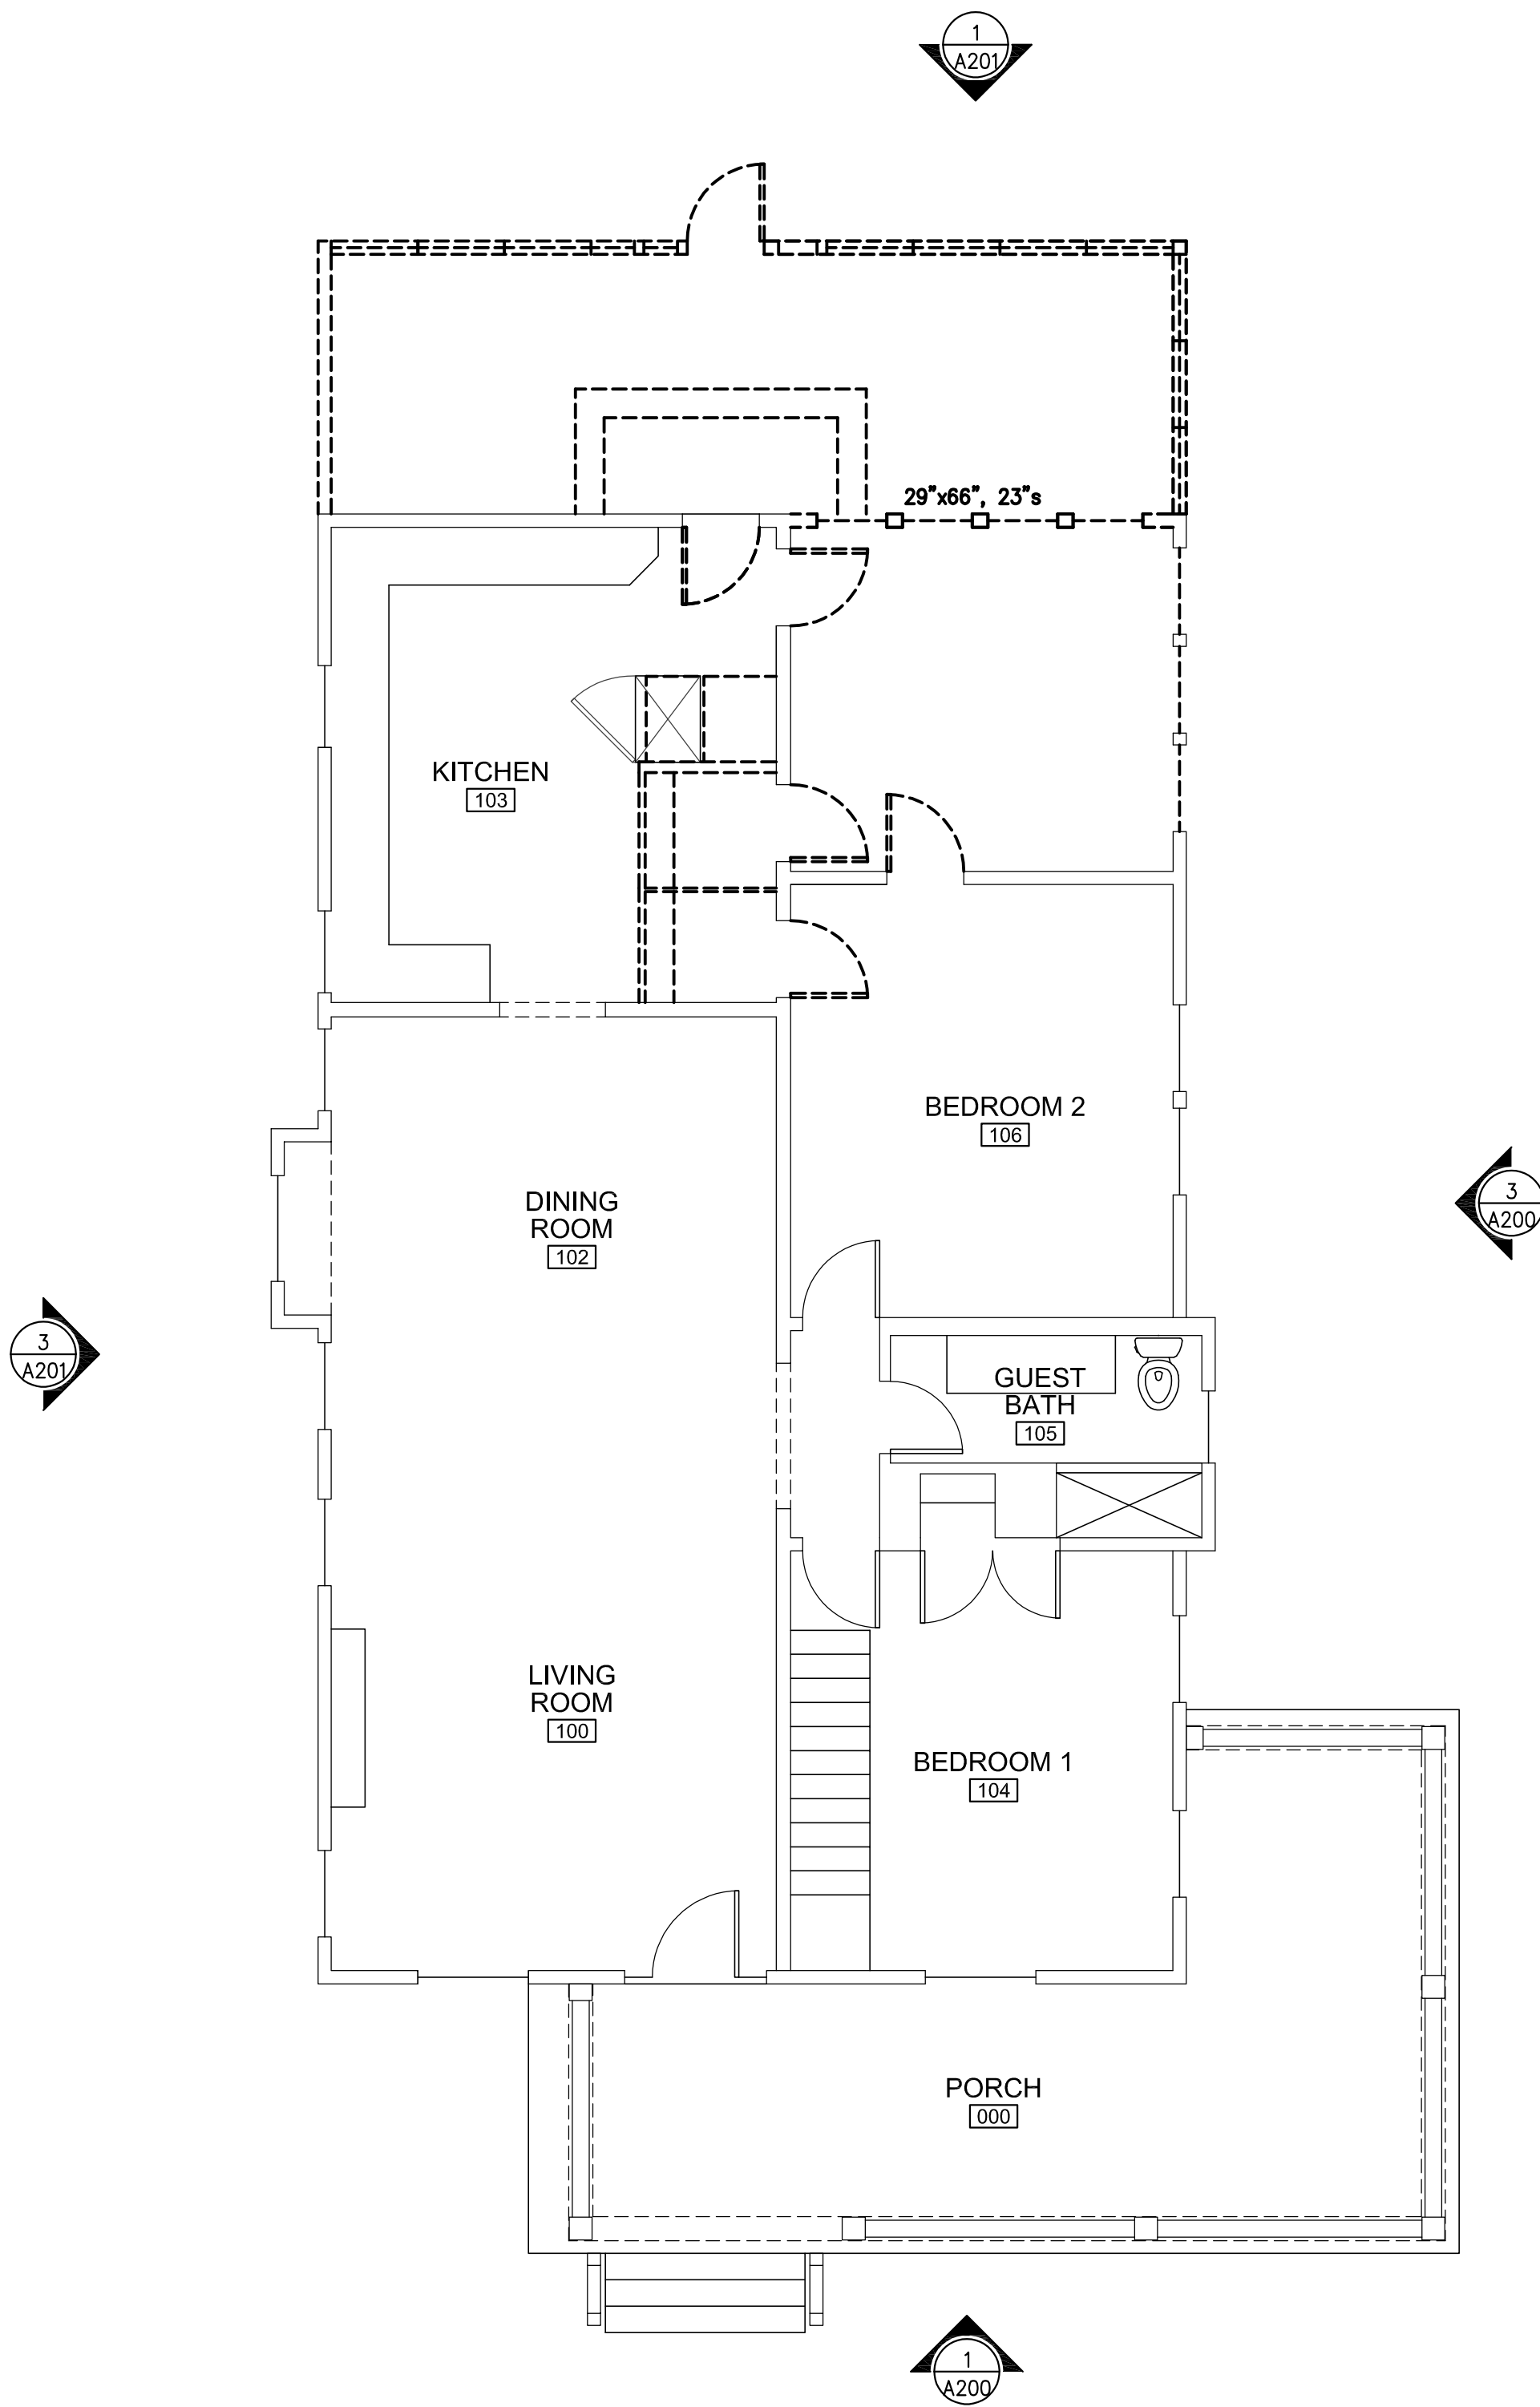 1
A201
29"x66", 23"s
KITCHEN
103
BEDROOM 2
106
3
A200
DINING
ROOM
102
3
A201
GUEST
BATH
105
LIVING
ROOM
100
BEDROOM 1
104
PORCH
000
1
A200